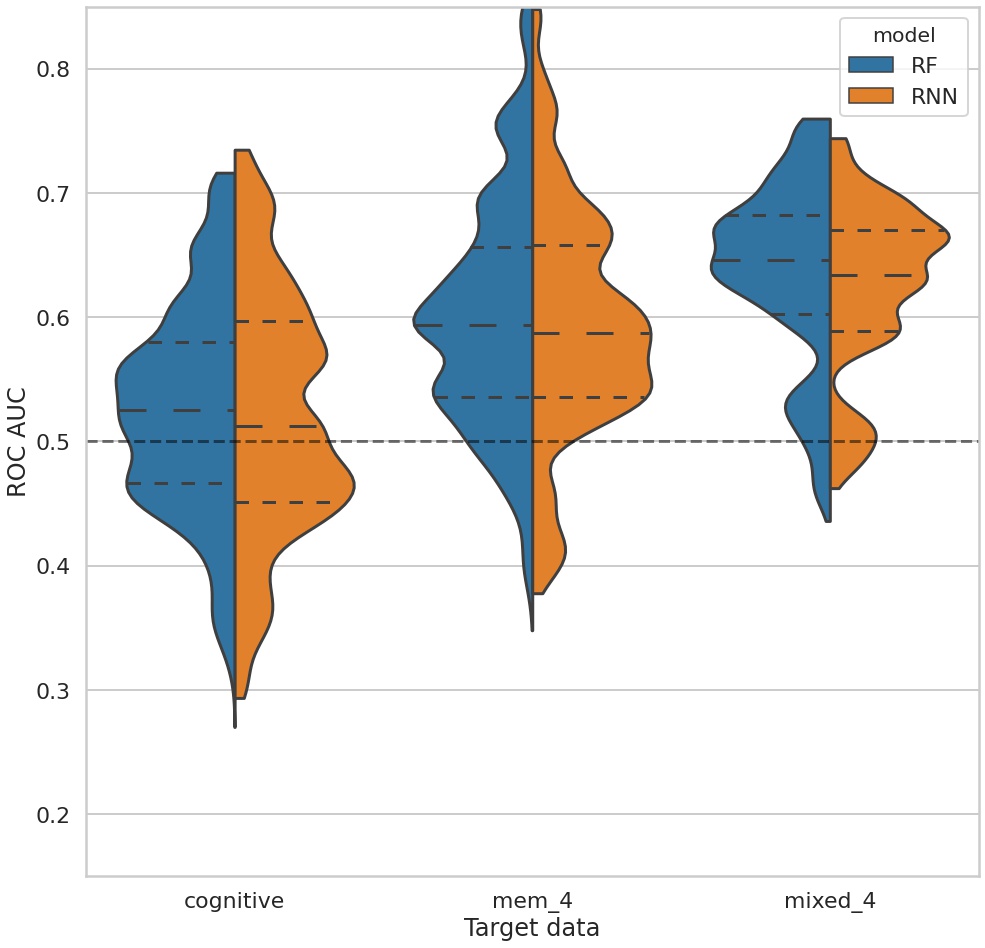 ROC AUC
0.8
0.7
0.6
0.5
0.4
0.3
0.2
model
RF
RNN
cognitive
mem_4
mixed_4
Target data